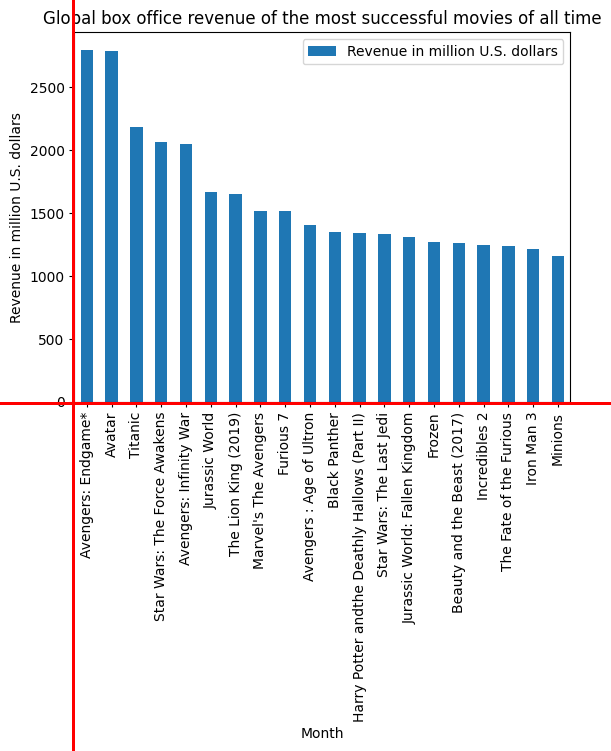 Global box office revenue of the most successful movies of all time
Revenue in million U.S. dollars
Revenue in million U.S. dollars
2500
2000
1500
1000
500
0
Avengers: Endgame*
Avatar
Titanic
Star Wars: The Force Awakens
Avengers: Infinity War
Jurassic World
The Lion King (2019)
Marvel's The Avengers
Furious 7
Avengers : Age of Ultron
Black Panther
Harry Potter andthe Deathly Hallows (Part II)
Star Wars: The Last Jedi
Jurassic World: Fallen Kingdom
Frozen
Beauty and the Beast (2017)
Incredibles 2
The Fate of the Furious
Iron Man 3
Minions
Month